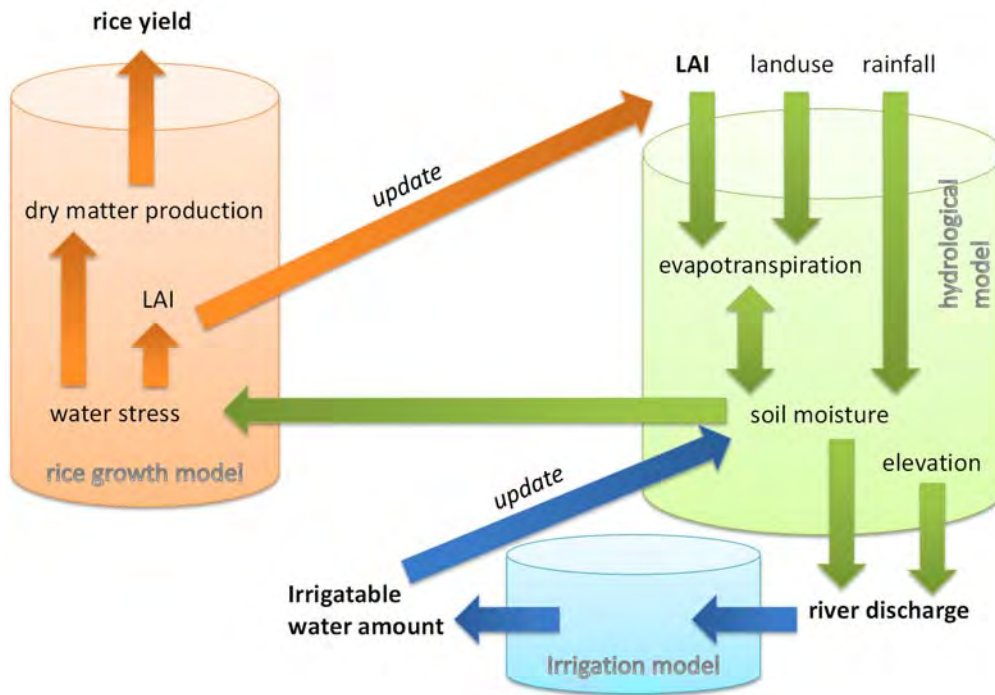 rice yield
dry matter production
LAI
water stress
rice growth model
update
LAI landuse rainfall
evapotranspiration
hydrological
model
soil moisture
elevation
update
Irrigatable
water amount
river discharge
Irrigation model